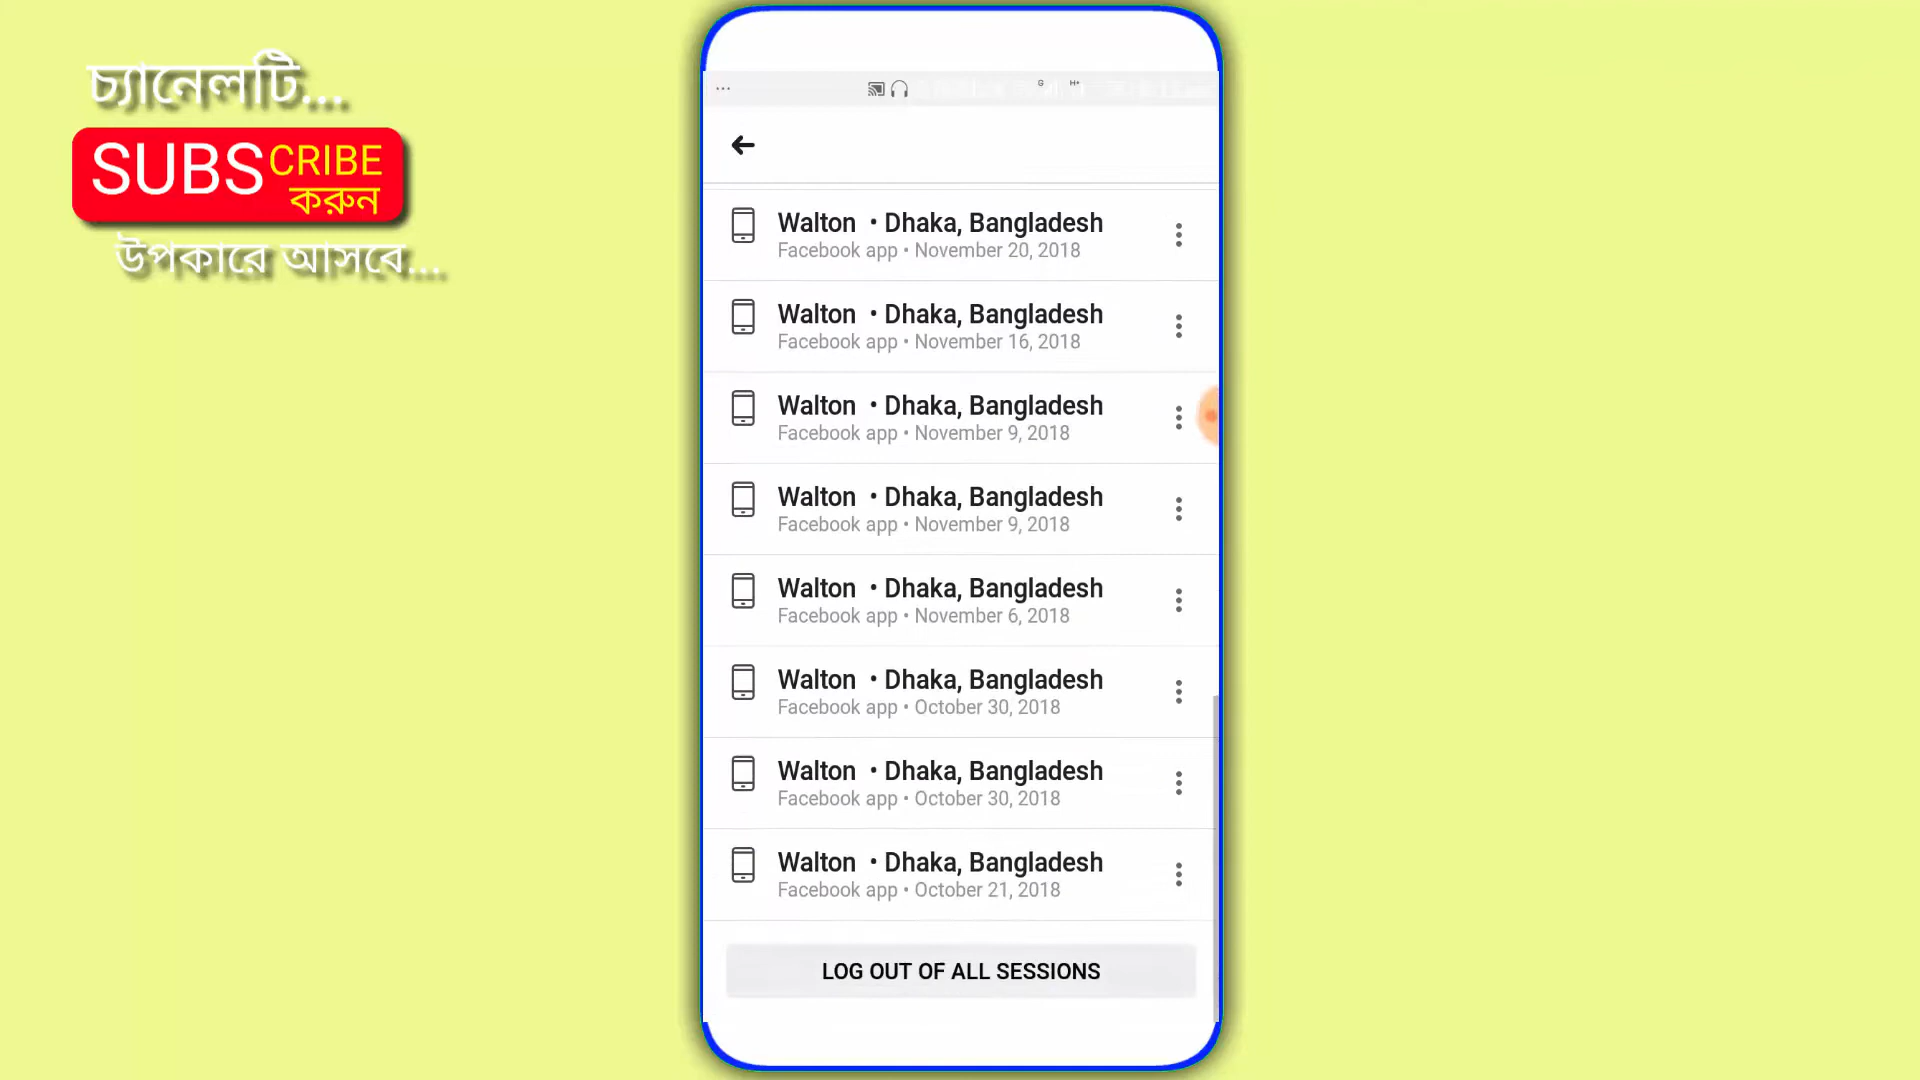 চ্যানেলটি...
SUBSCRIBE
করুন
উপকারে আসবে...
Walton • Dhaka, Bangladesh
Facebook app • November 20, 2018
Walton • Dhaka, Bangladesh
Facebook app • November 16, 2018
Walton • Dhaka, Bangladesh
Facebook app • November 9, 2018
Walton • Dhaka, Bangladesh
Facebook app • November 9, 2018
Walton • Dhaka, Bangladesh
Facebook app • November 6, 2018
Walton • Dhaka, Bangladesh
Facebook app • October 30, 2018
Walton • Dhaka, Bangladesh
Facebook app • October 30, 2018
Walton • Dhaka, Bangladesh
Facebook app • October 21, 2018
LOG OUT OF ALL SESSIONS